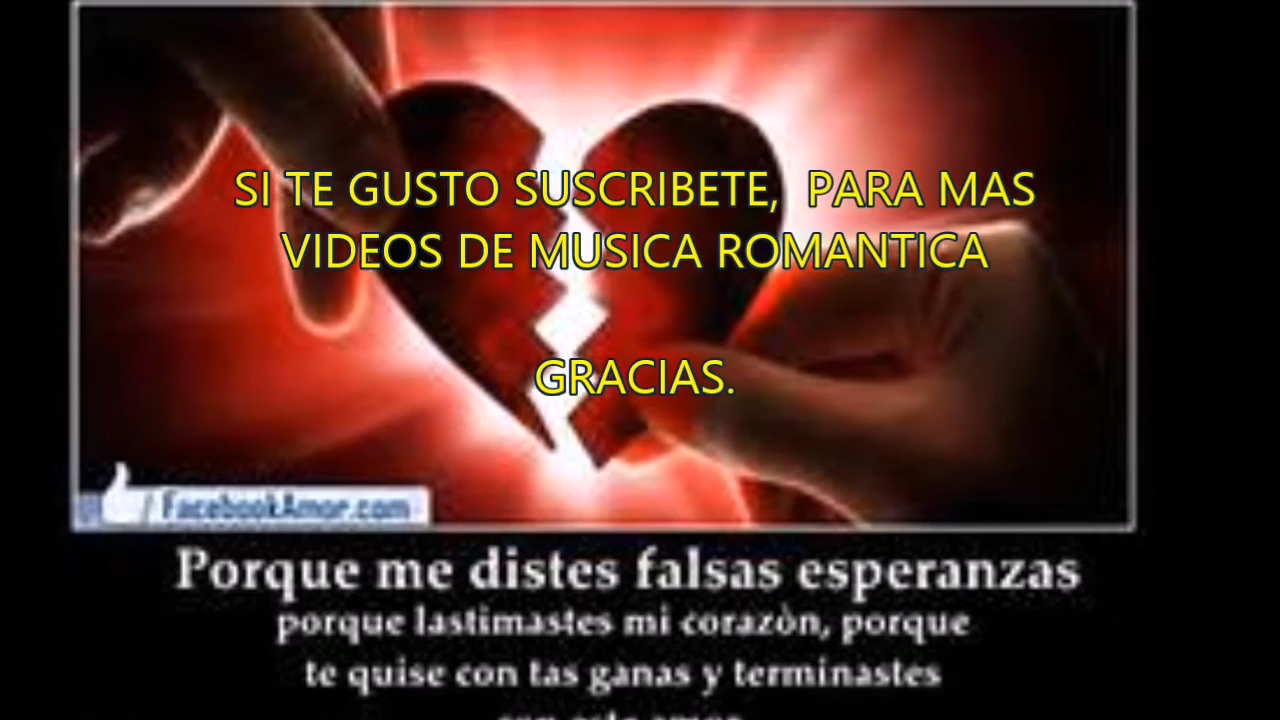 SI TE GUSTO SUSCRIBETE, PARA MAS
VIDEOS DE MUSICA ROMANTICA
GRACIAS.
FacebookAmor.com
Porque me distes falsas esperanzas
porque lastimastes mi corazòn, porque
te quise con tas ganas y terminastes